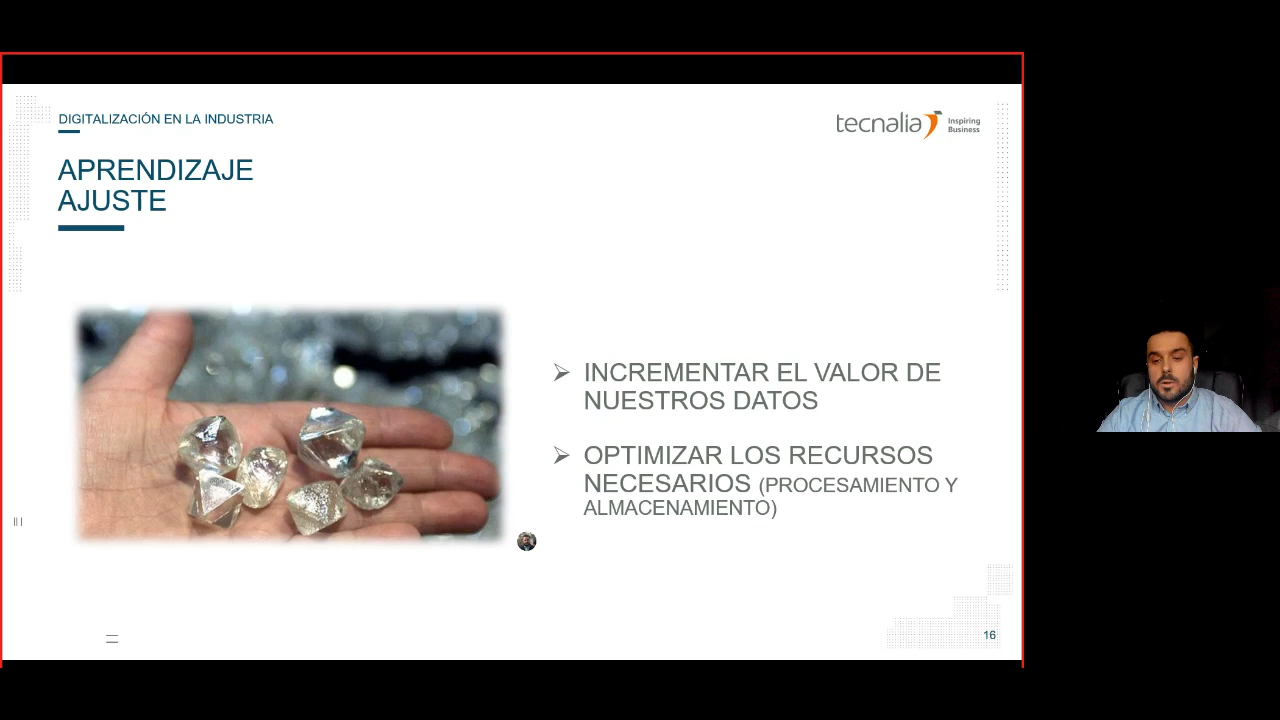 DIGITALIZACIÓN EN LA INDUSTRIA
tecnalia Inspiring
Business
APRENDIZAJE
AJUSTE
INCREMENTAR EL VALOR DE
NUESTROS DATOS
OPTIMIZAR LOS RECURSOS
NECESARIOS (PROCESAMIENTO Y
ALMACENAMIENTO)
16